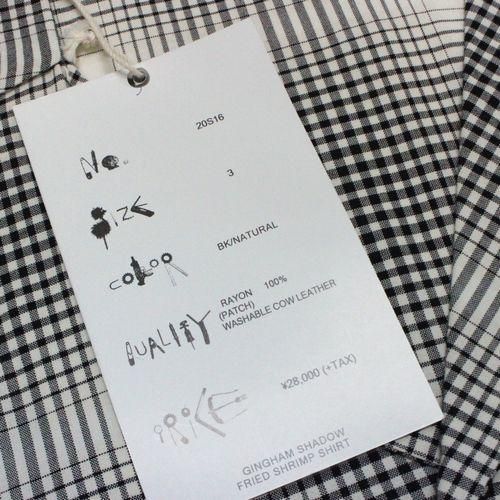 No. 20S16
SIZE 3
COLOR BK/NATURAL
QUALITY RAYON 100%
(PATCH)
WASHABLE COW LEATHER
PRICE ¥28,000 (+TAX)
GINGHAM SHADOW
FRIED SHRIMP SHIRT